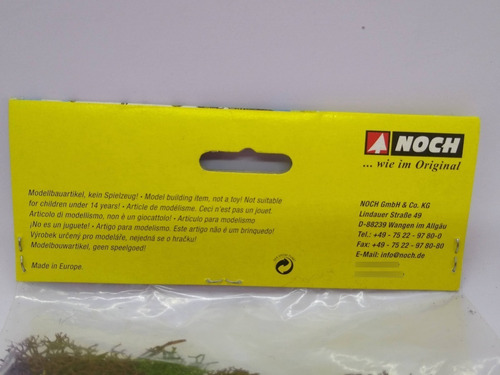 NOCH
... wie im Original
Modellbauartikel, kein Spielzeug! • Model building item, not a toy! Not suitable
for children under 14 years! • Article de modélisme. Ceci n'est pas un jouet.
Articolo di modellismo, non è un giocattolo! • Artículo para modelismo
¡No es un juguete! • Artigo para modelismo. Este artigo não é um brinquedo!
Výrobek určený pro modeláře, nejedná se o hračku!
Modelbouwartikel, geen speelgoed!
Made in Europe.
NOCH GmbH & Co. KG
Lindauer Straße 49
D-88239 Wangen im Allgäu
Tel.: +49 - 75 22 - 97 80-0
Fax: +49 - 75 22 - 97 80-80
E-Mail: info@noch.de